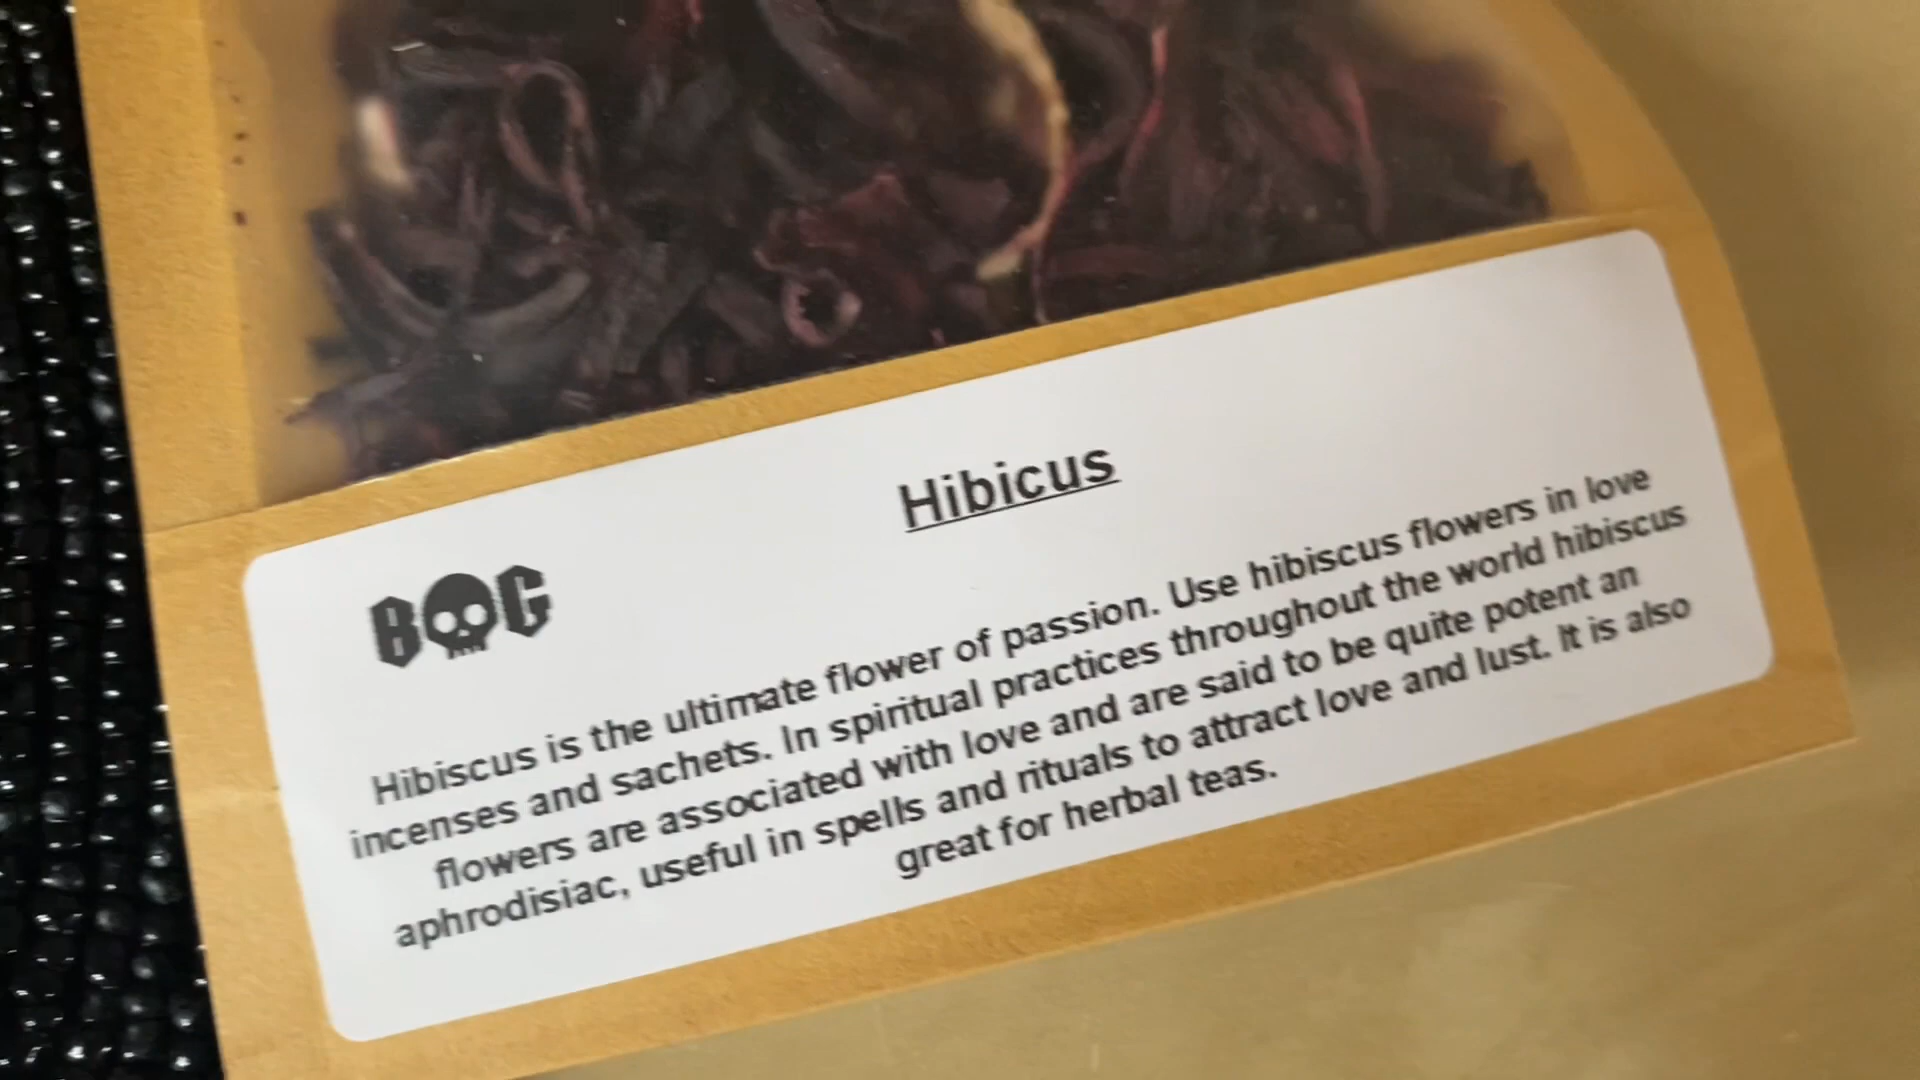 Hibicus
BOG
Hibiscus is the ultimate flower of passion. Use hibiscus flowers in love
incenses and sachets. In spiritual practices throughout the world hibiscus
flowers are associated with love and are said to be quite potent an
aphrodisiac, useful in spells and rituals to attract love and lust. It is also
great for herbal teas.